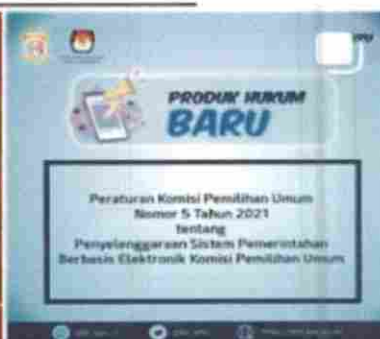 PRODUK HUKUM
BARU
Peraturan Komisi Pemilihan Umum
Nomor 5 Tahun 2021
tentang
Penyelenggaraan Sistem Pemerintahan
Berbasis Elektronik Komisi Pemilihan Umum